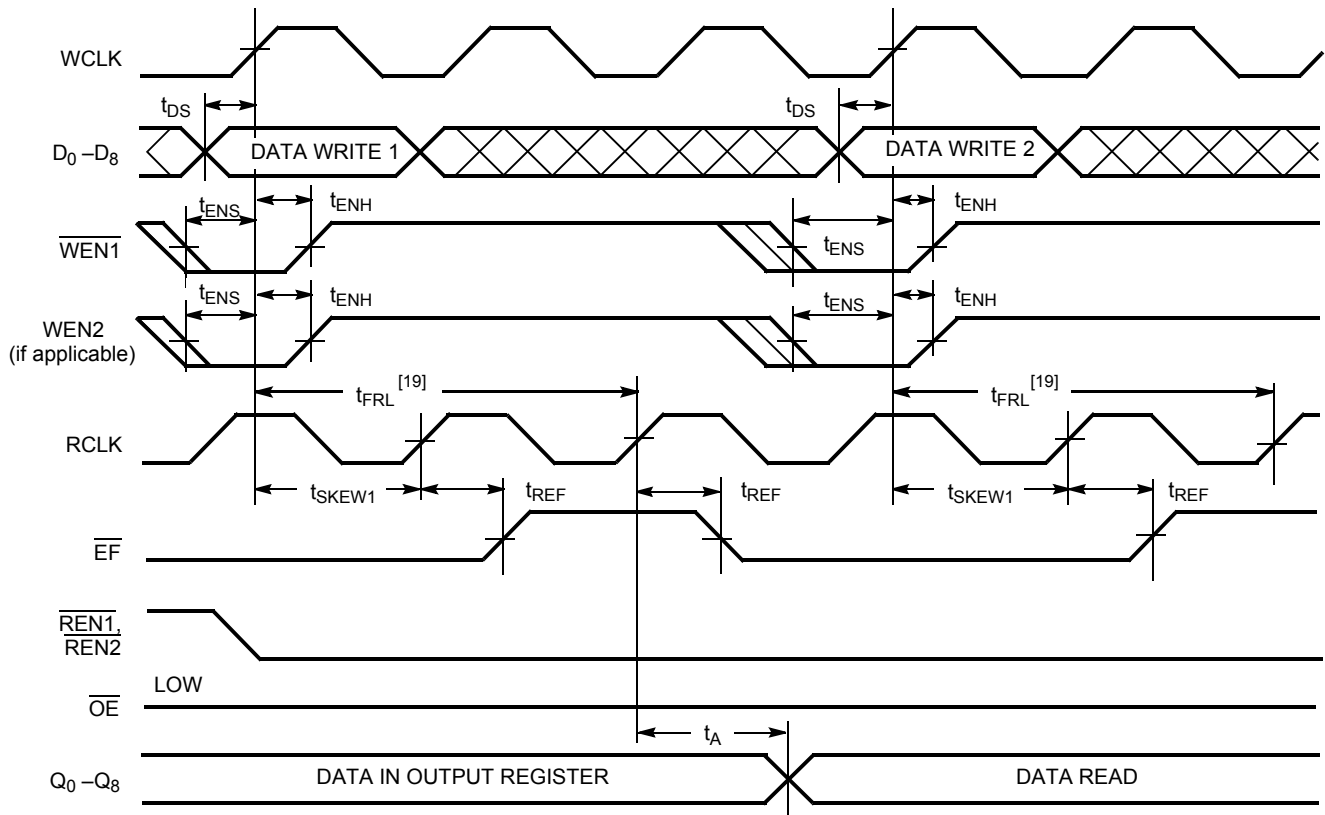 WCLK
tDS tDS
D0 –D8 DATA WRITE 1 DATA WRITE 2
tENS tENH tENH
WEN1 tENS
tENS tENH tENS tENH
WEN2
(if applicable)
tFRL [19] tFRL [19]
RCLK
tSKEW1 tREF tREF tSKEW1 tREF
EF
REN1,
REN2
LOW
OE
tA
Q0 –Q8 DATA IN OUTPUT REGISTER DATA READ